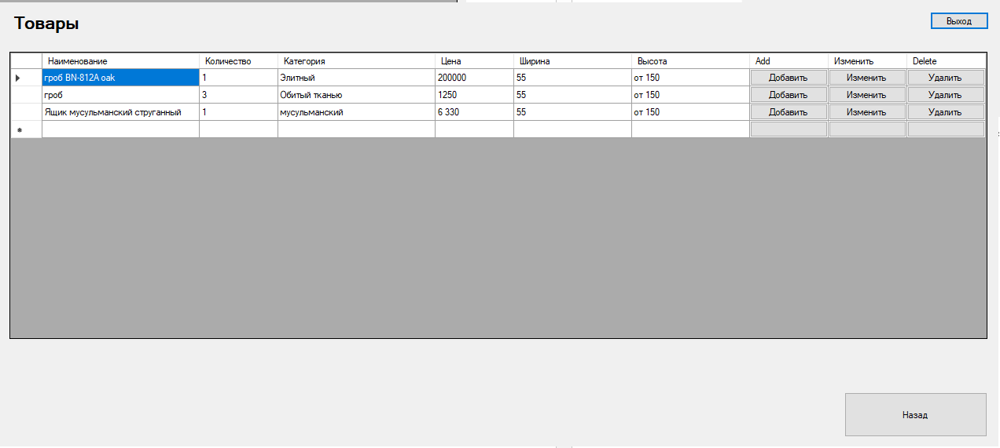 Товары
Выход
Наименование Количество Категория Цена Ширина Высота Add Изменить Delete
гроб BN-812A oak 1 Элитный 200000 55 от 150 Добавить Изменить Удалить
гроб 3 Обитый тканью 1250 55 от 150 Добавить Изменить Удалить
Ящик мусульманский струганный 1 мусульманский 6 330 55 от 150 Добавить Изменить Удалить
Назад